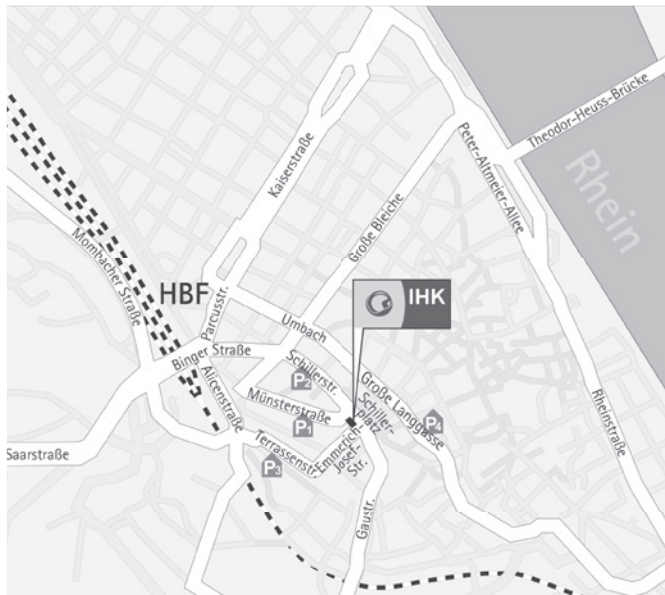 Theodor-Heuss-Brücke
Rhein
Peter-Altmeier-Allee
Kaiserstraße
Große Bleiche
Mombacher Straße
HBF
IHK
Parcusstr.
Umbach
Binger Straße
Schillerstr.
P2
Große Langgasse
Alicenstraße
Münsterstraße
Schiller-
platz
P4
Rheinstraße
P1
Saarstraße
Terrassenstr.
Emmerich-
Josef-
Str.
P3
Gaustr.